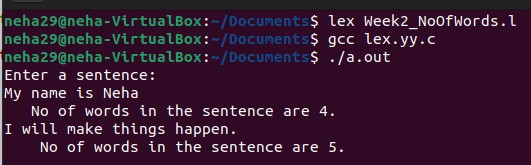 neha29@neha-VirtualBox:~/Documents$ lex Week2_NoOfWords.l
neha29@neha-VirtualBox:~/Documents$ gcc lex.yy.c
neha29@neha-VirtualBox:~/Documents$ ./a.out
Enter a sentence:
My name is Neha
   No of words in the sentence are 4.
I will make things happen.
    No of words in the sentence are 5.